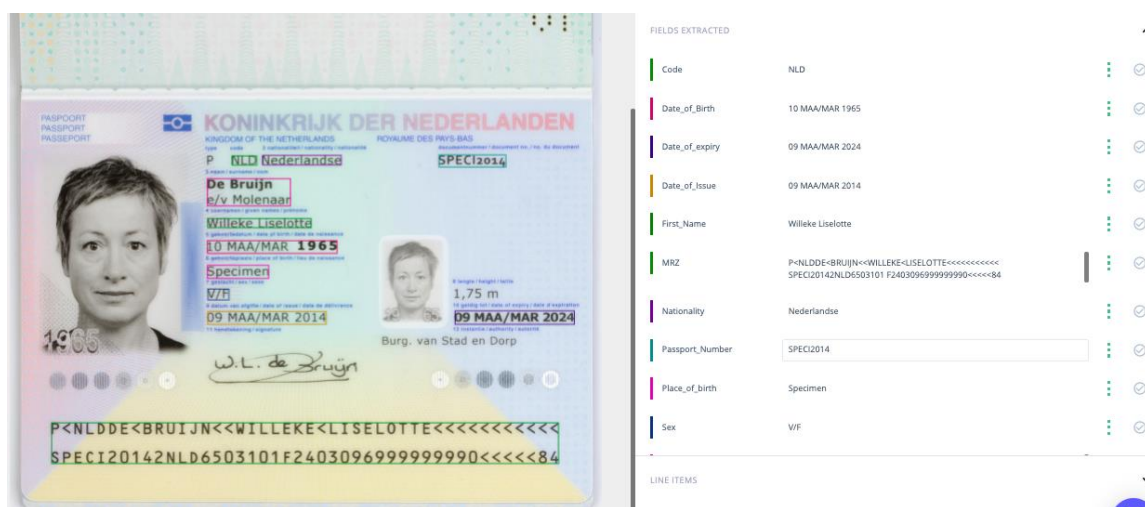 PASPOORT
PASSPORT
PASSEPORT
KONINKRIJK DER NEDERLANDEN
KINGDOM OF THE NETHERLANDS
ROYAUME DES PAYS-BAS
P NLD Nederlandse
SPECI2014
De Bruijn
e/v Molenaar
Willeke Liselotte
10 MAA/MAR 1965
Specimen
V/F
1,75 m
09 MAA/MAR 2014
09 MAA/MAR 2024
Burg. van Stad en Dorp
1965
W.L. de Bruijn
P<NLDDE<BRUIJN<<WILLEKE<LISELOTTE<<<<<<<<<<<
SPECI20142NLD6503101F2403096999999990<<<<<84
FIELDS EXTRACTED
Code NLD
Date_of_Birth 10 MAA/MAR 1965
Date_of_expiry 09 MAA/MAR 2024
Date_of_Issue 09 MAA/MAR 2014
First_Name Willeke Liselotte
MRZ P<NLDDE<BRUIJN<<WILLEKE<LISELOTTE<<<<<<<<<<<
SPECI20142NLD6503101 F2403096999999990<<<<<84
Nationality Nederlandse
Passport_Number SPECI2014
Place_of_birth Specimen
Sex V/F
LINE ITEMS